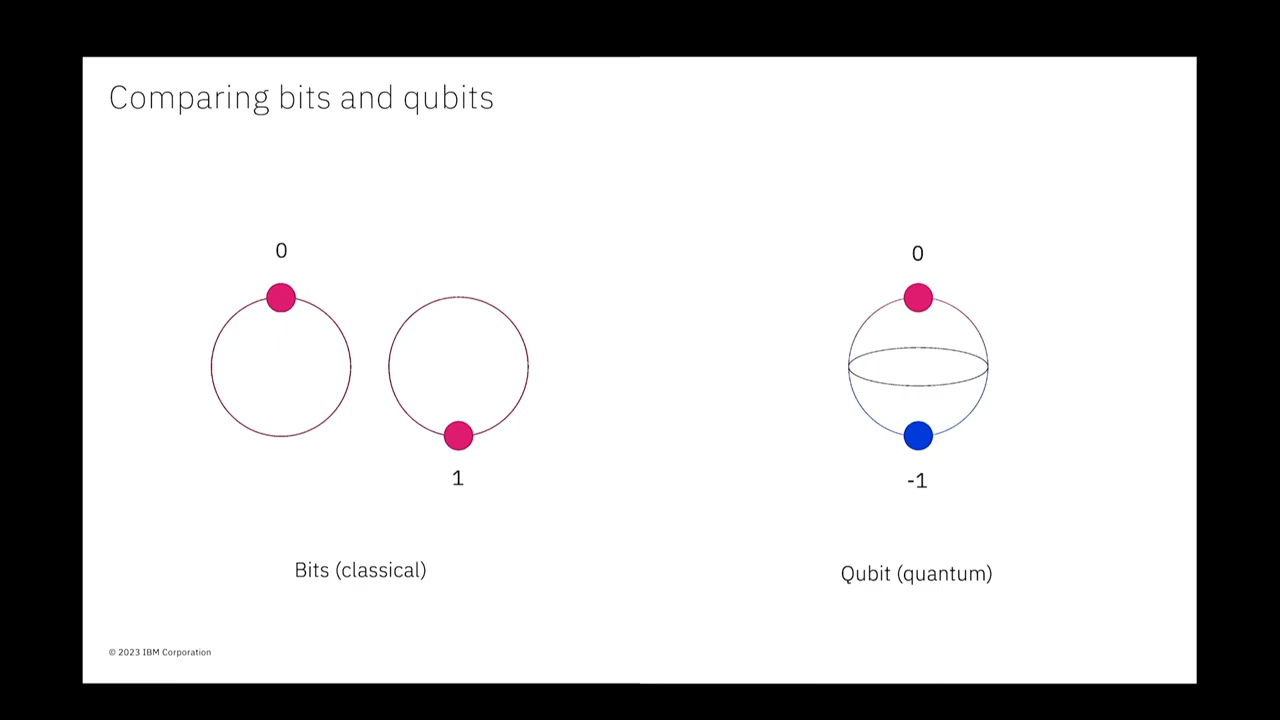 Comparing bits and qubits
0
1
Bits (classical)
0
-1
Qubit (quantum)
© 2023 IBM Corporation